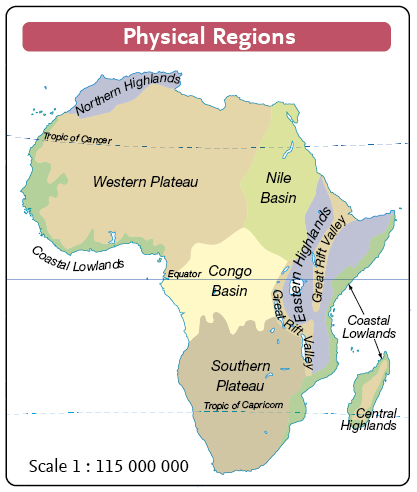 Physical Regions
Northern Highlands
Tropic of Cancer
Western Plateau
Nile
Basin
Coastal Lowlands
Equator
Congo
Basin
Eastern Highlands
Great Rift Valley
Great Rift Valley
Coastal
Lowlands
Southern
Plateau
Tropic of Capricorn
Central
Highlands
Scale 1 : 115 000 000